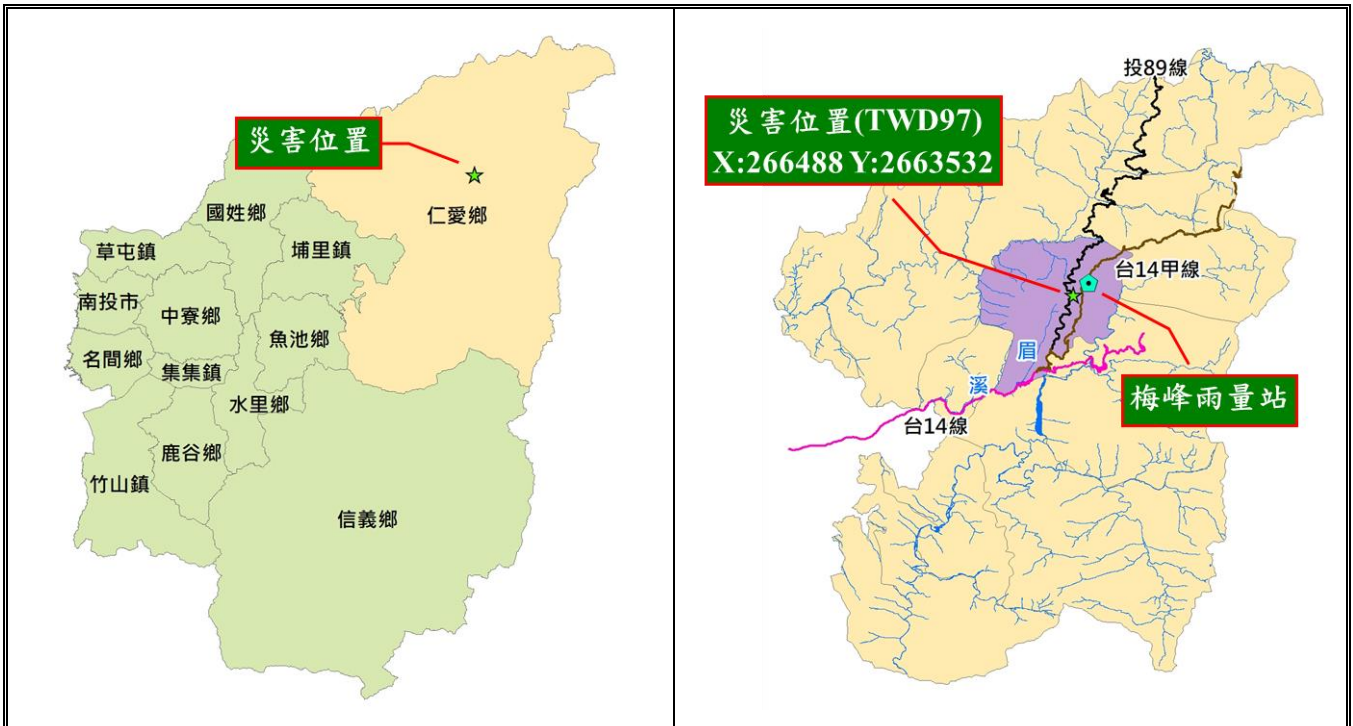 災害位置
仁愛鄉
國姓鄉
埔里鎮
草屯鎮
南投市
中寮鄉
魚池鄉
名間鄉
集集鎮
水里鄉
鹿谷鄉
竹山鎮
信義鄉
投89線
災害位置(TWD97)
X:266488 Y:2663532
台14甲線
眉
溪
梅峰雨量站
台14線